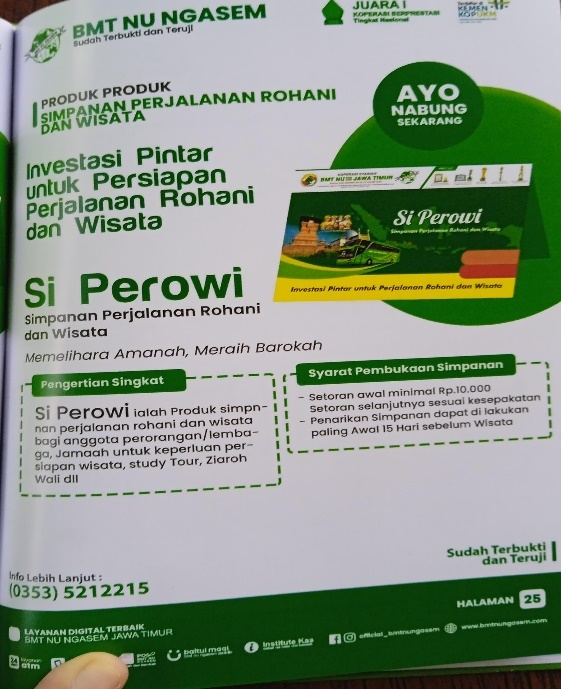 BMT NU NGASEM
Sudah Terbukti dan Teruji
JUARA I
KOPERASI BERPRESTASI
Tingkat Nasional
KEMEN
KOPUKM
PRODUK PRODUK
SIMPANAN PERJALANAN ROHANI
DAN WISATA
AYO
NABUNG
SEKARANG
Investasi Pintar
untuk Persiapan
Perjalanan Rohani
dan Wisata
BMT NU JAWA TIMUR
Si Perowi
Simpanan Perjalanan Rohani dan Wisata
Investasi Pintar untuk Perjalanan Rohani dan Wisata
Si Perowi
Simpanan Perjalanan Rohani
dan Wisata
Memelihara Amanah, Meraih Barokah
Pengertian Singkat
Si Perowi ialah Produk simpn-
nan perjalanan rohani dan wisata
bagi anggota perorangan/lemba-
ga, Jamaah untuk keperluan per-
siapan wisata, study Tour, Ziaroh
Wali dll
Syarat Pembukaan Simpanan
- Setoran awal minimal Rp.10.000
Setoran selanjutnya sesuai kesepakatan
- Penarikan Simpanan dapat di lakukan
paling Awal 15 Hari sebelum Wisata
Sudah Terbukti
dan Teruji
Info Lebih Lanjut :
(0353) 5212215
HALAMAN 25
LAYANAN DIGITAL TERBAIK
BMT NU NGASEM JAWA TIMUR
24 layanan
atm
baitul maal
Institute Kas
official_bmtnungasem
www.bmtnungasem.com